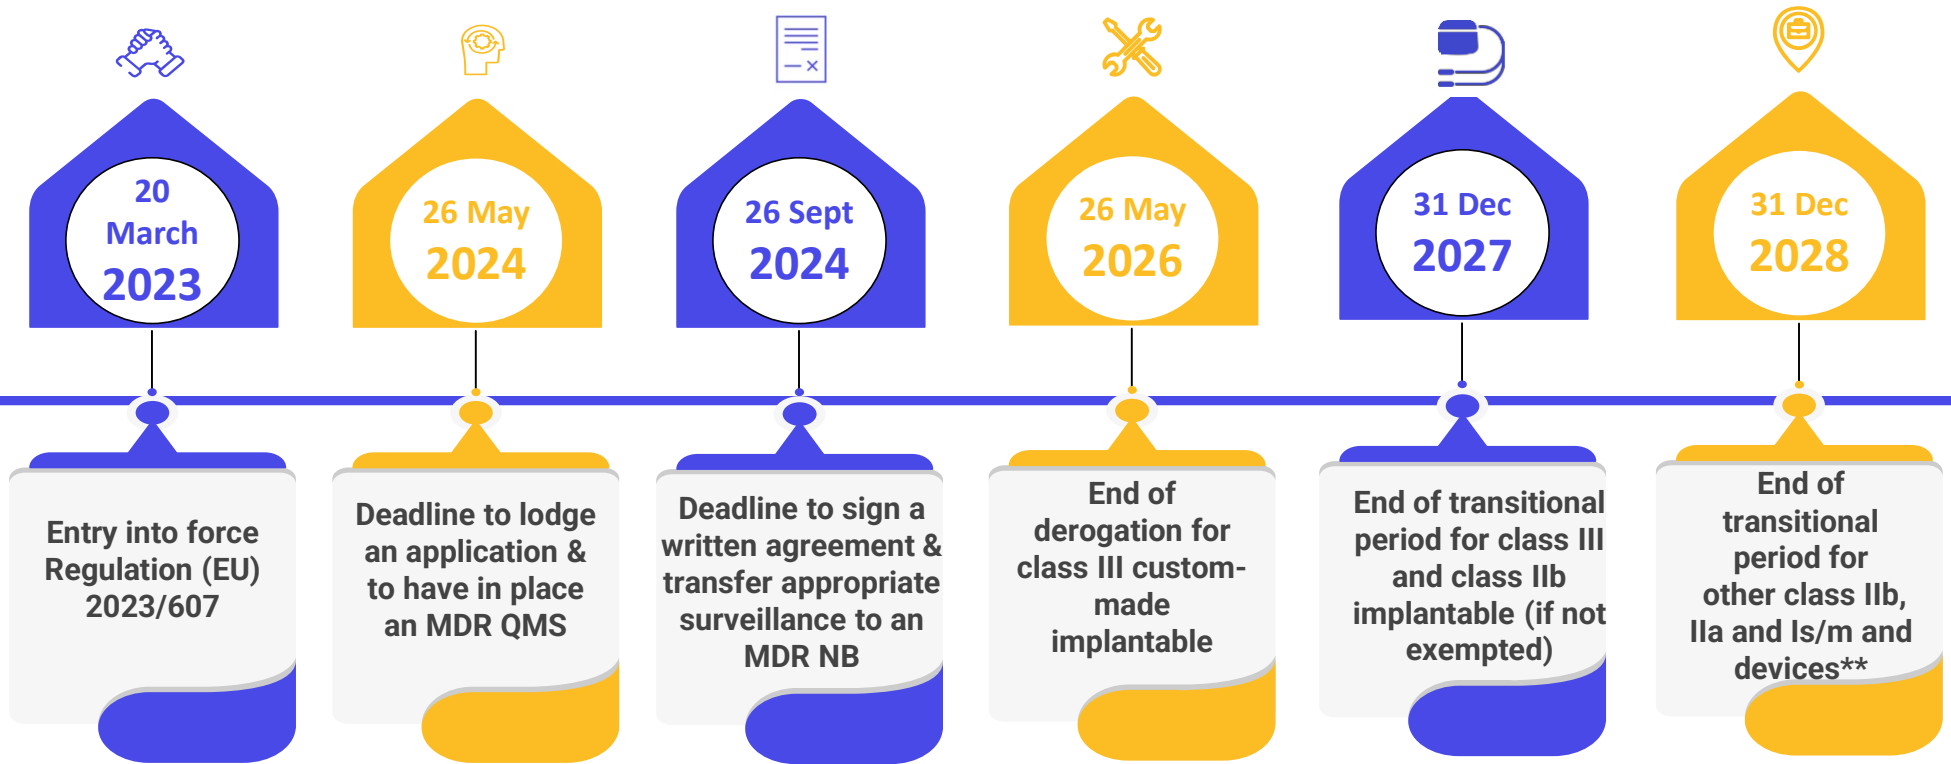 20
March
2023
26 May
2024
26 Sept
2024
26 May
2026
31 Dec
2027
31 Dec
2028
Entry into force
Regulation (EU)
2023/607
Deadline to lodge
an application &
to have in place
an MDR QMS
Deadline to sign a
written agreement &
transfer appropriate
surveillance to an
MDR NB
End of
derogation for
class III custom-
made
implantable
End of transitional
period for class III
and class IIb
implantable (if not
exempted)
End of
transitional
period for
other class IIb,
IIa and Is/m and
devices**